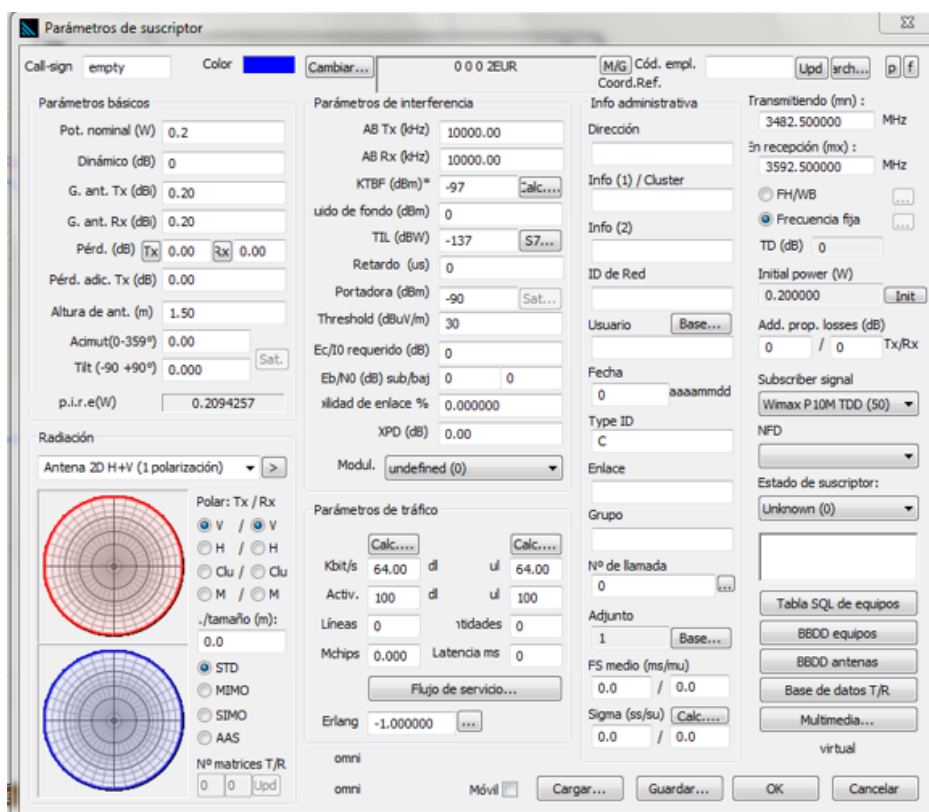 Parámetros de suscriptor
Call-sign empty Color Cambiar... 0 0 0 2EUR M/G Cód. empl. Upd p f
Coord.Ref.
Parámetros básicos
Pot. nominal (W) 0.2
Dinámico (dB) 0
G. ant. Tx (dBi) 0.20
G. ant. Rx (dBi) 0.20
Pérd. (dB) Tx 0.00 Rx 0.00
Pérd. adic. Tx (dB) 0.00
Altura de ant. (m) 1.50
Acimut(0-359º) 0.00
Tilt (-90 +90º) 0.000 Sat.
p.i.r.e(W) 0.2094257
Radiación
Antena 2D H+V (1 polarización) >
Polar: Tx / Rx
V / V
H / H
Clu / Clu
M / M
./tamaño (m):
0.0
STD
MIMO
SIMO
AAS
Nº matrices T/R
0 0 Upd
Parámetros de interferencia
AB Tx (kHz) 10000.00
AB Rx (kHz) 10000.00
KTBF (dBm)* -97 Calc....
uido de fondo (dBm) 0
TIL (dBW) -137 S7...
Retardo (us) 0
Portadora (dBm) -90 Sat...
Threshold (dBuV/m) 30
Ec/I0 requerido (dB) 0
Eb/N0 (dB) sub/baj 0 0
ilidad de enlace % 0.000000
XPD (dB) 0.00
Modul. undefined (0)
Parámetros de tráfico
Calc.... Calc....
Kbit/s 64.00 dl ul 64.00
Activ. 100 dl ul 100
Líneas 0 ntidades 0
Mchips 0.000 Latencia ms 0
Flujo de servicio...
Erlang -1.000000 ...
omni
omni
Info administrativa
Dirección
Info (1) / Cluster
Info (2)
ID de Red
Usuario Base...
Fecha
0 aaaammdd
Type ID
C
Enlace
Grupo
Nº de llamada
0 ...
Adjunto
1 Base...
FS medio (ms/mu)
0.0 / 0.0
Sigma (ss/su) Calc....
0.0 / 0.0
Transmitiendo (mn) :
3482.500000 MHz
En recepción (mx) :
3592.500000 MHz
FH/WB ...
Frecuencia fija ...
TD (dB) 0
Initial power (W)
0.200000 Init
Add. prop. losses (dB)
0 / 0 Tx/Rx
Subscriber signal
Wimax P10M TDD (50)
NFD
Estado de suscriptor:
Unknown (0)
Tabla SQL de equipos
BBDD equipos
BBDD antenas
Base de datos T/R
Multimedia...
virtual
Móvil Cargar... Guardar... OK Cancelar